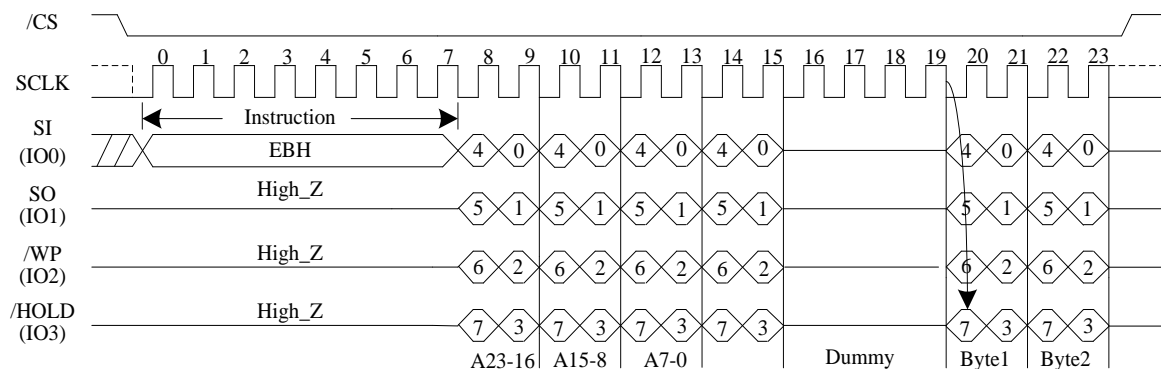 /CS
0 1 2 3 4 5 6 7 8 9 10 11 12 13 14 15 16 17 18 19 20 21 22 23
SCLK
Instruction
SI
(IO0)
EBH
4 0 4 0 4 0 4 0 4 0 4 0
SO
(IO1)
High_Z
5 1 5 1 5 1 5 1 5 1 5 1
/WP
(IO2)
High_Z
6 2 6 2 6 2 6 2 6 2 6 2
/HOLD
(IO3)
High_Z
7 3 7 3 7 3 7 3 7 3 7 3
A23-16 A15-8 A7-0 Dummy Byte1 Byte2